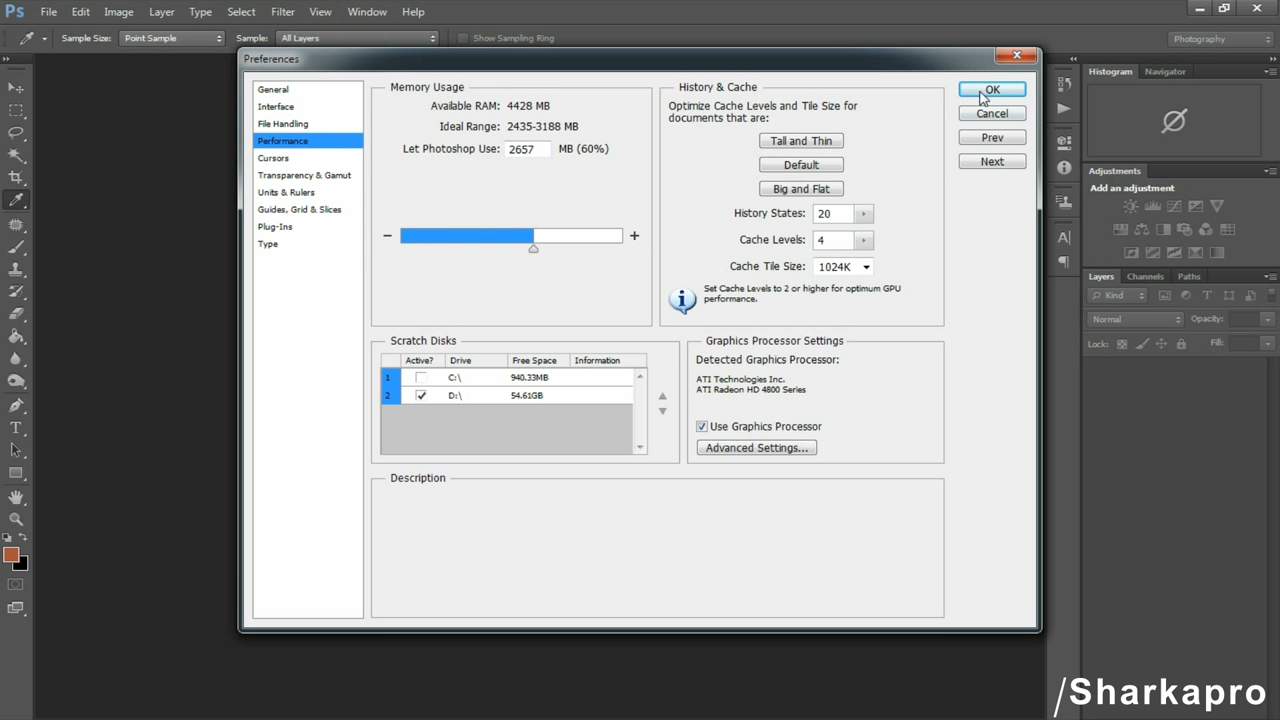 Ps File Edit Image Layer Type Select Filter View Window Help
Sample Size: Point Sample Sample: All Layers Show Sampling Ring Photography
Preferences
General
Interface
File Handling
Performance
Cursors
Transparency & Gamut
Units & Rulers
Guides, Grid & Slices
Plug-Ins
Type
Memory Usage
Available RAM: 4428 MB
Ideal Range: 2435-3188 MB
Let Photoshop Use: 2657 MB (60%)
History & Cache
Optimize Cache Levels and Tile Size for
documents that are:
Tall and Thin
Default
Big and Flat
History States: 20
Cache Levels: 4
Cache Tile Size: 1024K
Set Cache Levels to 2 or higher for optimum GPU
performance.
OK
Cancel
Prev
Next
Scratch Disks
Active? Drive Free Space Information
1 C:\ 940.33MB
2 D:\ 54.61GB
Graphics Processor Settings
Detected Graphics Processor:
ATI Technologies Inc.
ATI Radeon HD 4800 Series
Use Graphics Processor
Advanced Settings...
Description
Histogram Navigator
Adjustments
Add an adjustment
Layers Channels Paths
Kind
Normal Opacity:
Lock: Fill:
/Sharkapro